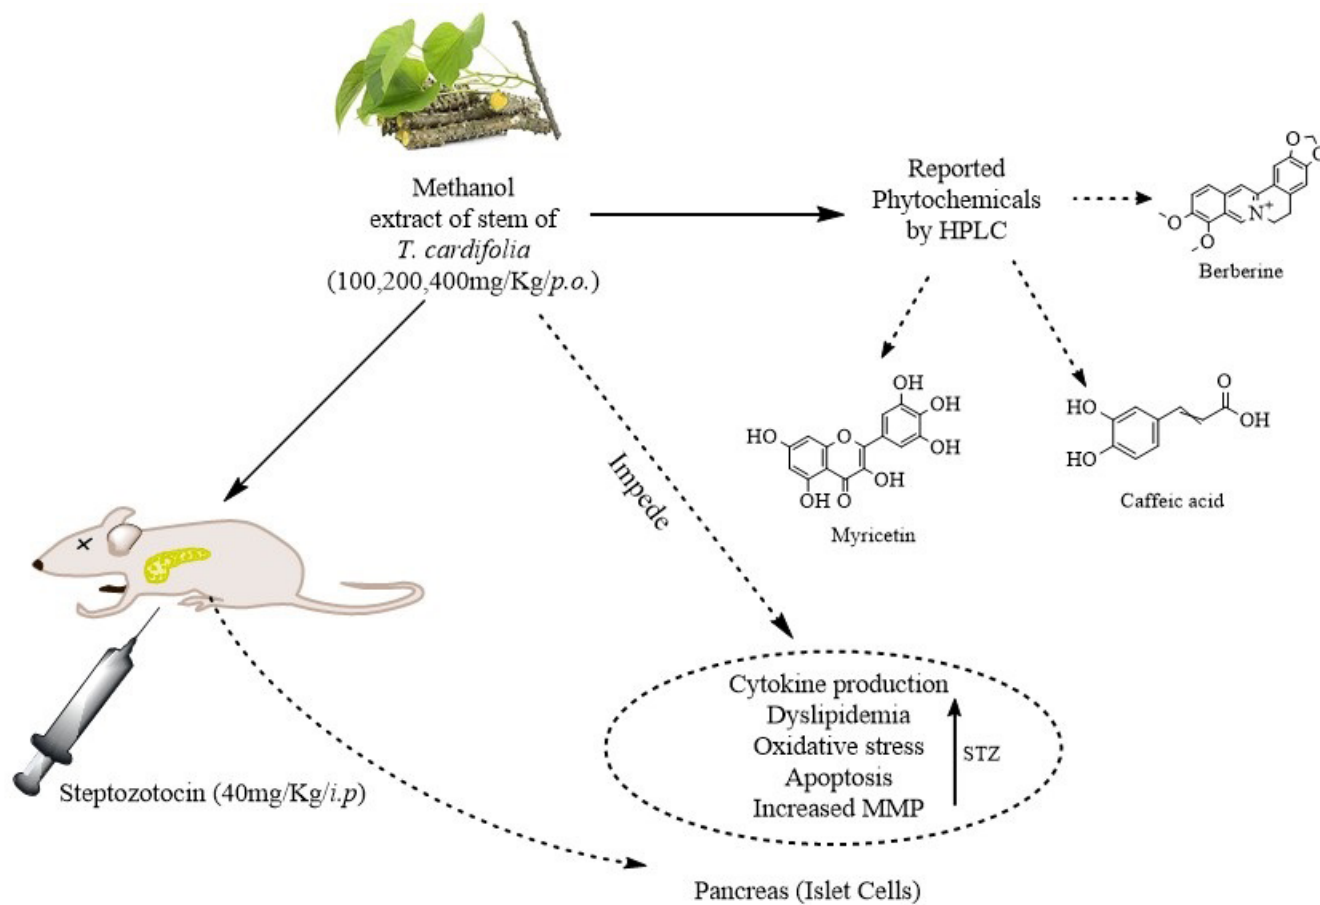 Methanol
extract of stem of
T. cardifolia
(100,200,400mg/Kg/p.o.)
Reported
Phytochemicals
by HPLC
O
O
N+
O
O
Berberine
OH
OH
OH
HO
O
OH
OH
O
Myricetin
O
HO
OH
HO
Caffeic acid
Impede
Steptozotocin (40mg/Kg/i.p)
Cytokine production
Dyslipidemia
Oxidative stress
Apoptosis
Increased MMP
STZ
Pancreas (Islet Cells)